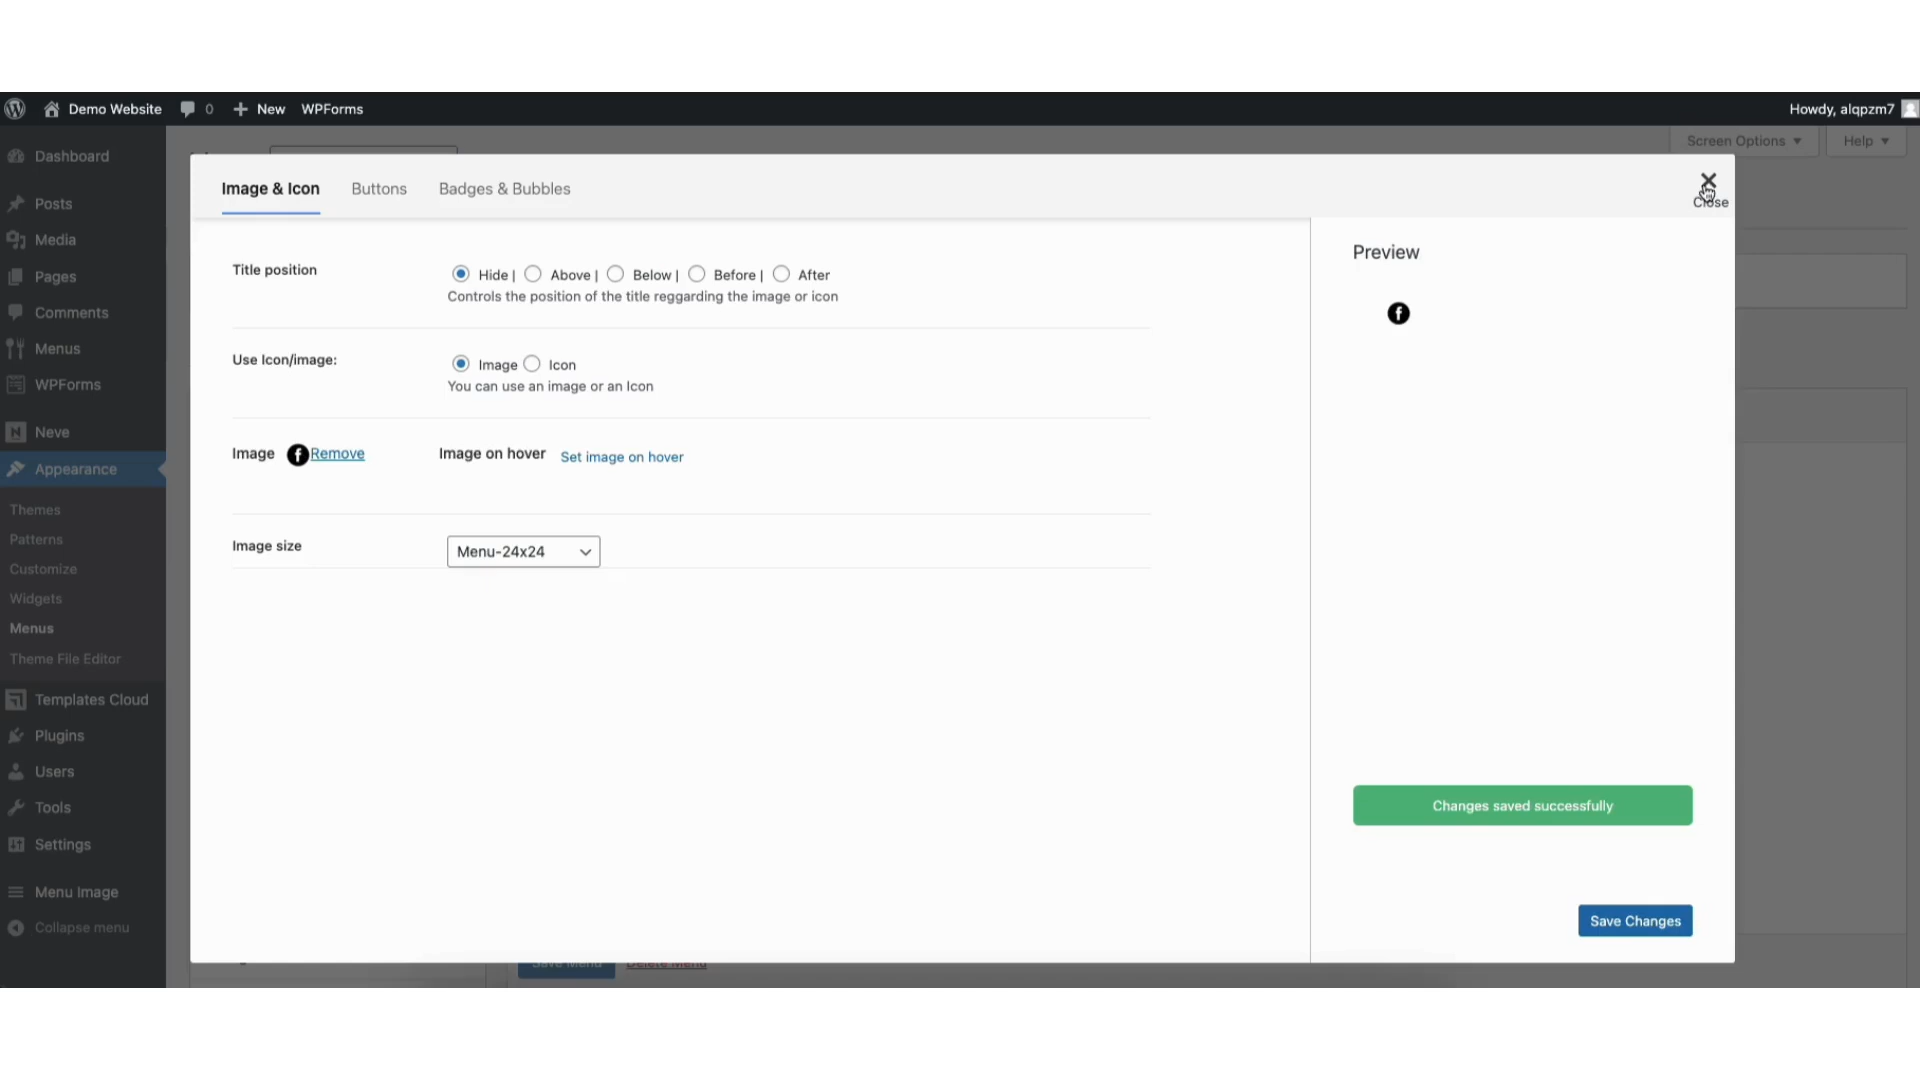 Demo Website 0 New WPForms Howdy, alqpzm7
Screen Options Help
Dashboard
Posts
Media
Pages
Comments
Menus
WPForms
Neve
Appearance
Themes
Patterns
Customize
Widgets
Menus
Theme File Editor
Templates Cloud
Plugins
Users
Tools
Settings
Menu Image
Collapse menu
Image & Icon Buttons Badges & Bubbles
Close
Title position
Hide | Above | Below | Before | After
Controls the position of the title reggarding the image or icon
Use Icon/image:
Image Icon
You can use an image or an Icon
Image Remove Image on hover Set image on hover
Image size Menu-24x24
Preview
Changes saved successfully
Save Changes
Save Menu Delete Menu